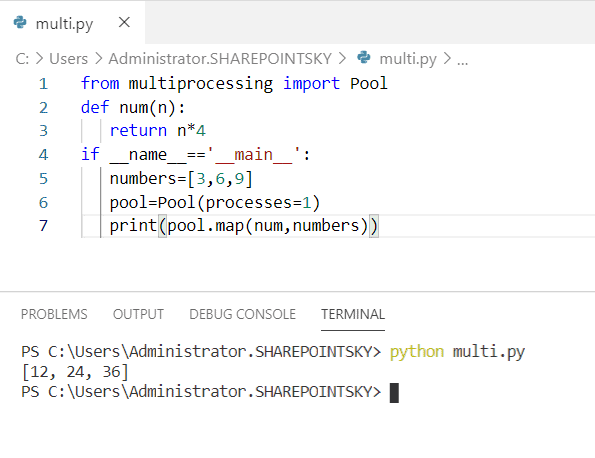 multi.py ×
C: > Users > Administrator.SHAREPOINTSKY > multi.py > ...
1 from multiprocessing import Pool
2 def num(n):
3 return n*4
4 if __name__=='__main__':
5 numbers=[3,6,9]
6 pool=Pool(processes=1)
7 print(pool.map(num,numbers))
PROBLEMS OUTPUT DEBUG CONSOLE TERMINAL
PS C:\Users\Administrator.SHAREPOINTSKY> python multi.py
[12, 24, 36]
PS C:\Users\Administrator.SHAREPOINTSKY>